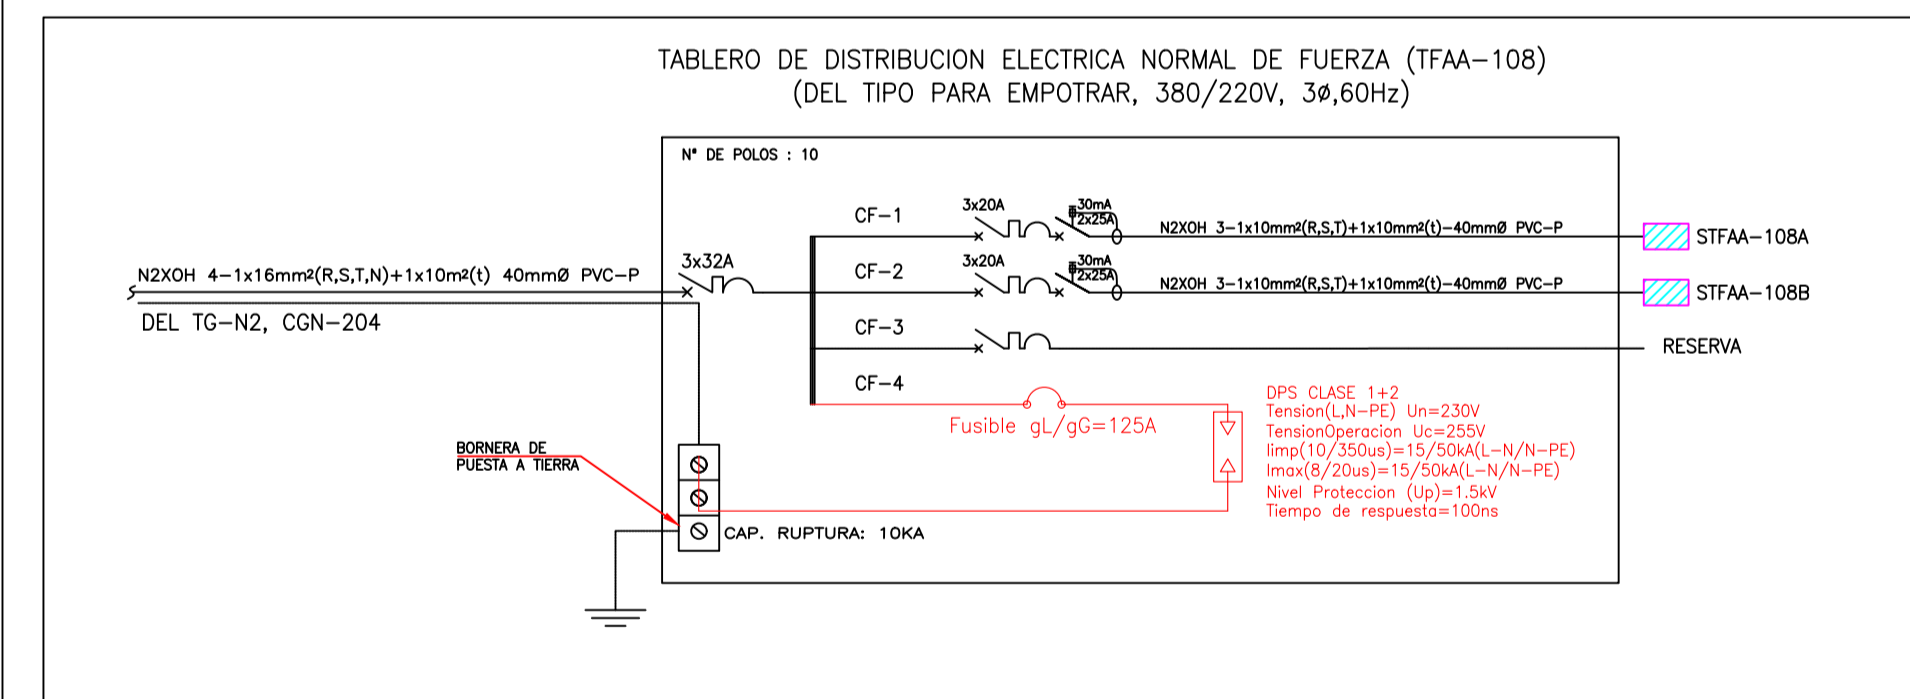 TABLERO DE DISTRIBUCION ELECTRICA NORMAL DE FUERZA (TFAA-108)
(DEL TIPO PARA EMPOTRAR, 380/220V, 3ø,60Hz)
N° DE POLOS : 10
CF-1
3x20A
30mA
2x25A
N2XOH 3-1x10mm²(R,S,T)+1x10mm²(t)-40mmØ PVC-P
STFAA-108A
N2XOH 4-1x16mm²(R,S,T,N)+1x10m²(t) 40mmØ PVC-P
DEL TG-N2, CGN-204
3x32A
CF-2
3x20A
30mA
2x25A
N2XOH 3-1x10mm²(R,S,T)+1x10mm²(t)-40mmØ PVC-P
STFAA-108B
CF-3
RESERVA
CF-4
Fusible gL/gG=125A
DPS CLASE 1+2
Tension(L,N-PE) Un=230V
TensionOperacion Uc=255V
Iimp(10/350us)=15/50kA(L-N/N-PE)
Imax(8/20us)=15/50kA(L-N/N-PE)
Nivel Proteccion (Up)=1.5kV
Tiempo de respuesta=100ns
BORNERA DE
PUESTA A TIERRA
CAP. RUPTURA: 10KA